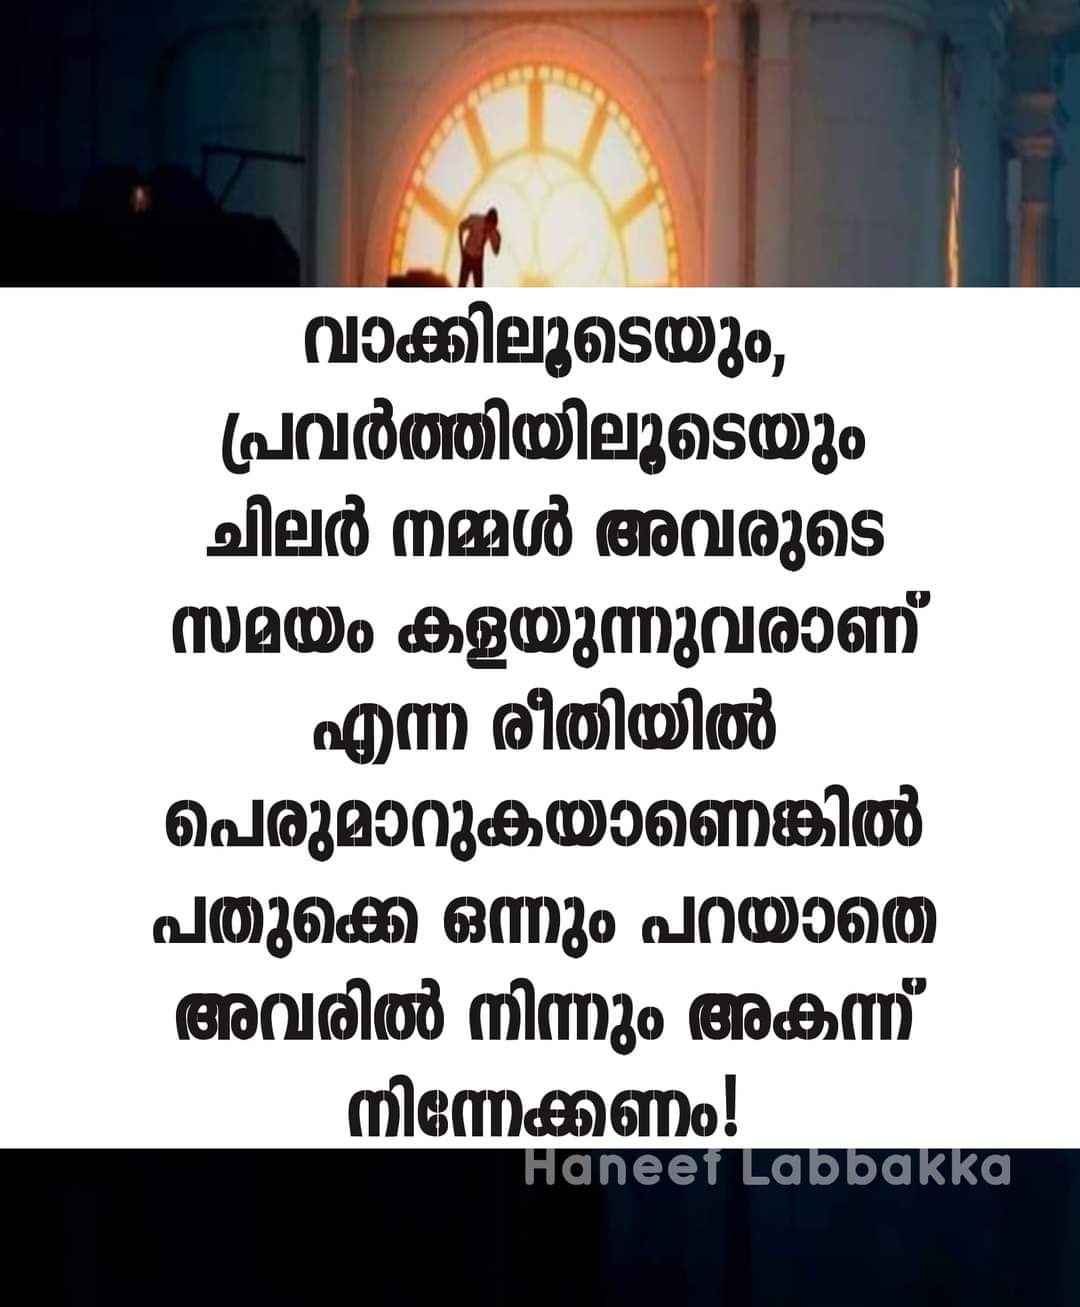 വാക്കിലൂടെയും,
പ്രവർത്തിയിലൂടെയും
ചിലർ നമ്മൾ അവരുടെ
സമയം കളയുന്നുവരാണ്
എന്ന രീതിയിൽ
പെരുമാറുകയാണെങ്കിൽ
പതുക്കെ ഒന്നും പറയാതെ
അവരിൽ നിന്നും അകന്ന്
നിന്നേക്കണം!
Haneef Labbakka